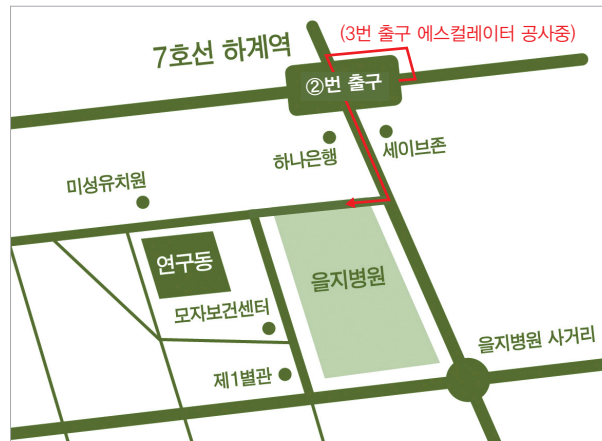 (3번 출구 에스컬레이터 공사중)
7호선 하계역
②번 출구
하나은행
세이브존
미성유치원
연구동
을지병원
모자보건센터
을지병원 사거리
제1별관